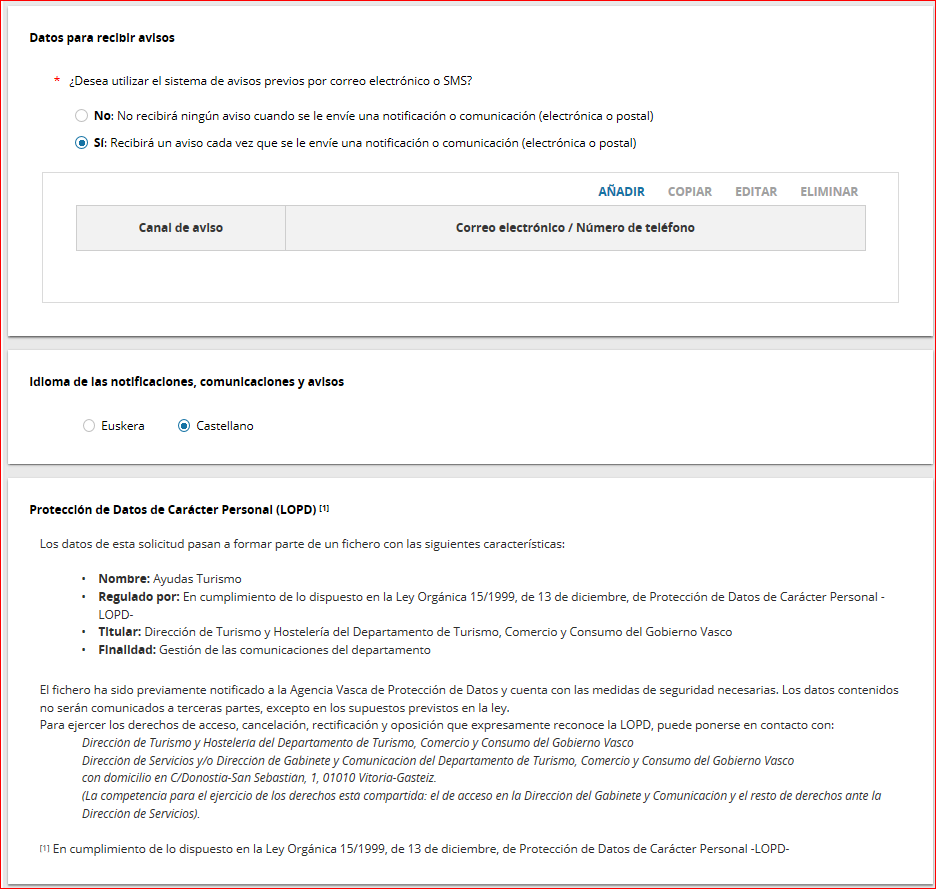 Datos para recibir avisos
* ¿Desea utilizar el sistema de avisos previos por correo electrónico o SMS?
No: No recibirá ningún aviso cuando se le envíe una notificación o comunicación (electrónica o postal)
Sí: Recibirá un aviso cada vez que se le envíe una notificación o comunicación (electrónica o postal)
AÑADIR COPIAR EDITAR ELIMINAR
Canal de aviso Correo electrónico / Número de teléfono
Idioma de las notificaciones, comunicaciones y avisos
Euskera Castellano
Protección de Datos de Carácter Personal (LOPD) [1]
Los datos de esta solicitud pasan a formar parte de un fichero con las siguientes características:
• Nombre: Ayudas Turismo
• Regulado por: En cumplimiento de lo dispuesto en la Ley Orgánica 15/1999, de 13 de diciembre, de Protección de Datos de Carácter Personal -
LOPD-
• Titular: Dirección de Turismo y Hostelería del Departamento de Turismo, Comercio y Consumo del Gobierno Vasco
• Finalidad: Gestión de las comunicaciones del departamento
El fichero ha sido previamente notificado a la Agencia Vasca de Protección de Datos y cuenta con las medidas de seguridad necesarias. Los datos contenidos
no serán comunicados a terceras partes, excepto en los supuestos previstos en la ley.
Para ejercer los derechos de acceso, cancelación, rectificación y oposición que expresamente reconoce la LOPD, puede ponerse en contacto con:
Dirección de Turismo y Hostelería del Departamento de Turismo, Comercio y Consumo del Gobierno Vasco
Dirección de Servicios y/o Dirección de Gabinete y Comunicación del Departamento de Turismo, Comercio y Consumo del Gobierno Vasco
con domicilio en C/Donostia-San Sebastián, 1, 01010 Vitoria-Gasteiz.
(La competencia para el ejercicio de los derechos está compartida: el de acceso en la Dirección del Gabinete y Comunicación y el resto de derechos ante la
Dirección de Servicios).
[1] En cumplimiento de lo dispuesto en la Ley Orgánica 15/1999, de 13 de diciembre, de Protección de Datos de Carácter Personal -LOPD-